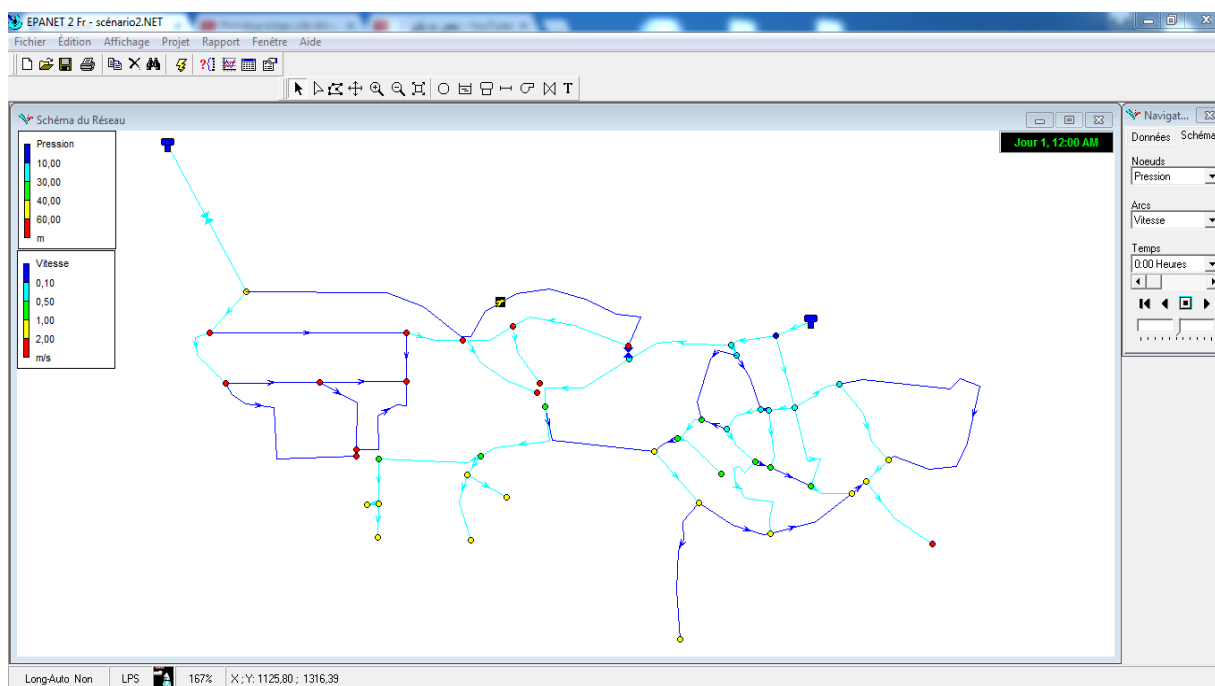 EPANET 2 Fr - scénario2.NET
Fichier Édition Affichage Projet Rapport Fenêtre Aide
T
Schéma du Réseau
Pression
10,00
30,00
40,00
60,00
m
Vitesse
0,10
0,50
1,00
2,00
m/s
Jour 1, 12:00 AM
Navigat...
Données Schéma
Noeuds
Pression
Arcs
Vitesse
Temps
0:00 Heures
Long-Auto Non LPS 167% X ; Y: 1125,80 ; 1316,39